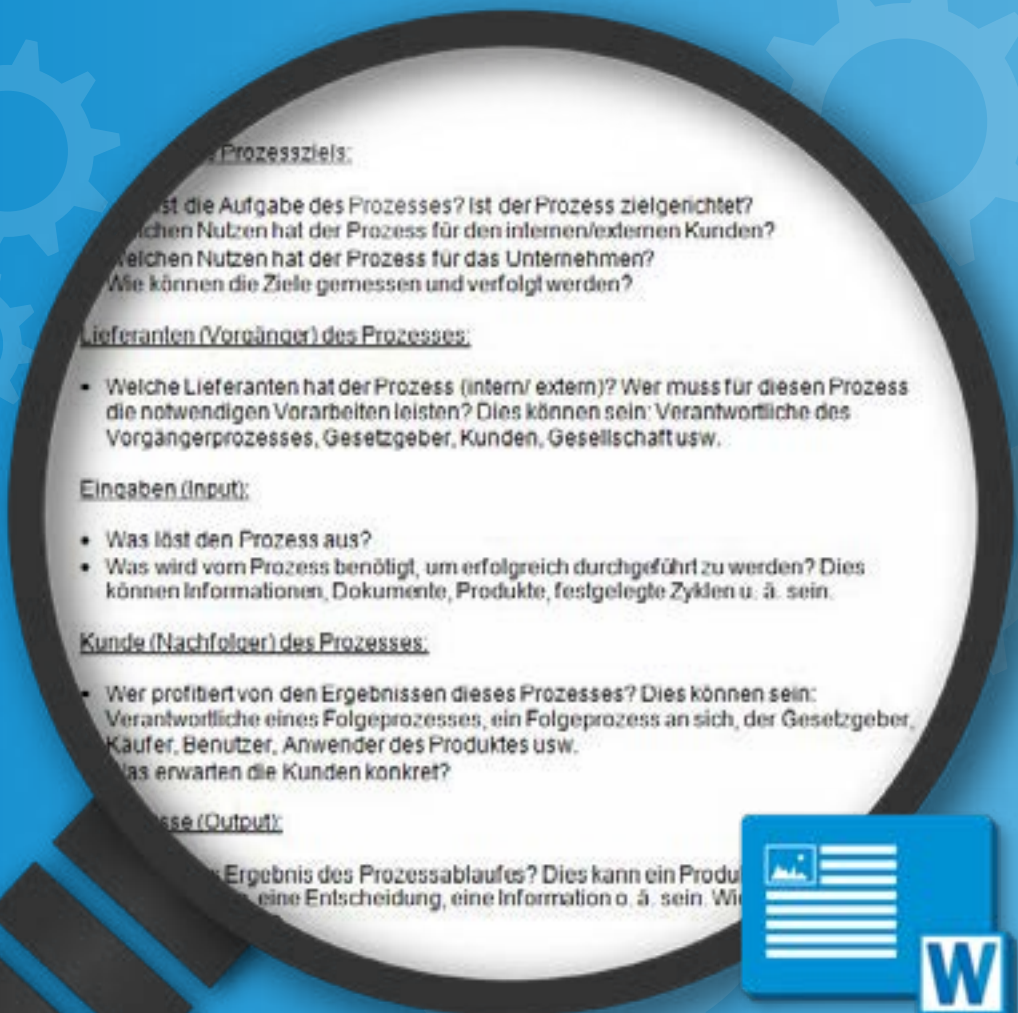 Prozessziels:
ist die Aufgabe des Prozesses? Ist der Prozess zielgerichtet?
Nutzen hat der Prozess für den internen/externen Kunden?
Nutzen hat der Prozess für das Unternehmen?
Wie können die Ziele gemessen und verfolgt werden?
Lieferanten (Vorgänger) des Prozesses:
• Welche Lieferanten hat der Prozess (intern/ extern)? Wer muss für diesen Prozess
die notwendigen Vorarbeiten leisten? Dies können sein: Verantwortliche des
Vorgängerprozesses, Gesetzgeber, Kunden, Gesellschaft usw.
Eingaben (Input):
• Was löst den Prozess aus?
• Was wird vom Prozess benötigt, um erfolgreich durchgeführt zu werden? Dies
können Informationen, Dokumente, Produkte, festgelegte Zyklen u. ä. sein.
Kunde (Nachfolger) des Prozesses:
• Wer profitiert von den Ergebnissen dieses Prozesses? Dies können sein:
Verantwortliche eines Folgeprozesses, ein Folgeprozess an sich, der Gesetzgeber,
Käufer, Benutzer, Anwender des Produktes usw.
Was erwarten die Kunden konkret?
(Output):
Ergebnis des Prozessablaufes? Dies kann ein
eine Entscheidung, eine Information o. ä. sein.
W